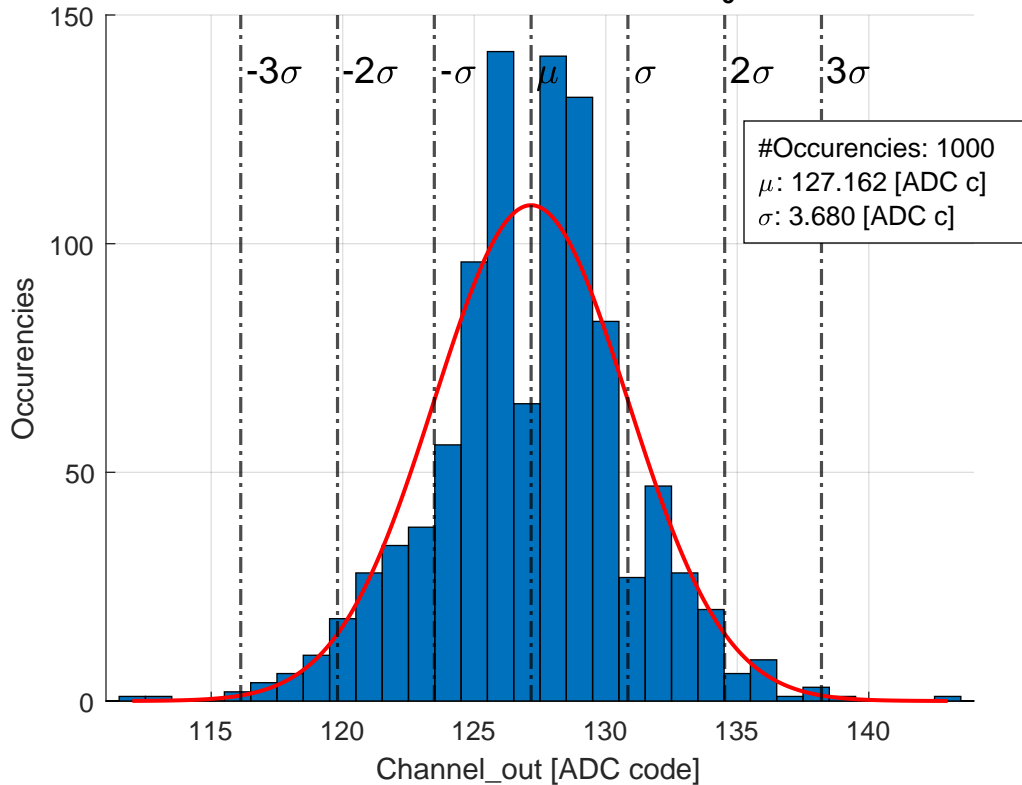 150
-3σ
-2σ
-σ
μ
σ
2σ
3σ
#Occurencies: 1000
μ: 127.162 [ADC c]
σ: 3.680 [ADC c]
100
50
0
Occurencies
115
120
125
130
135
140
Channel_out [ADC code]